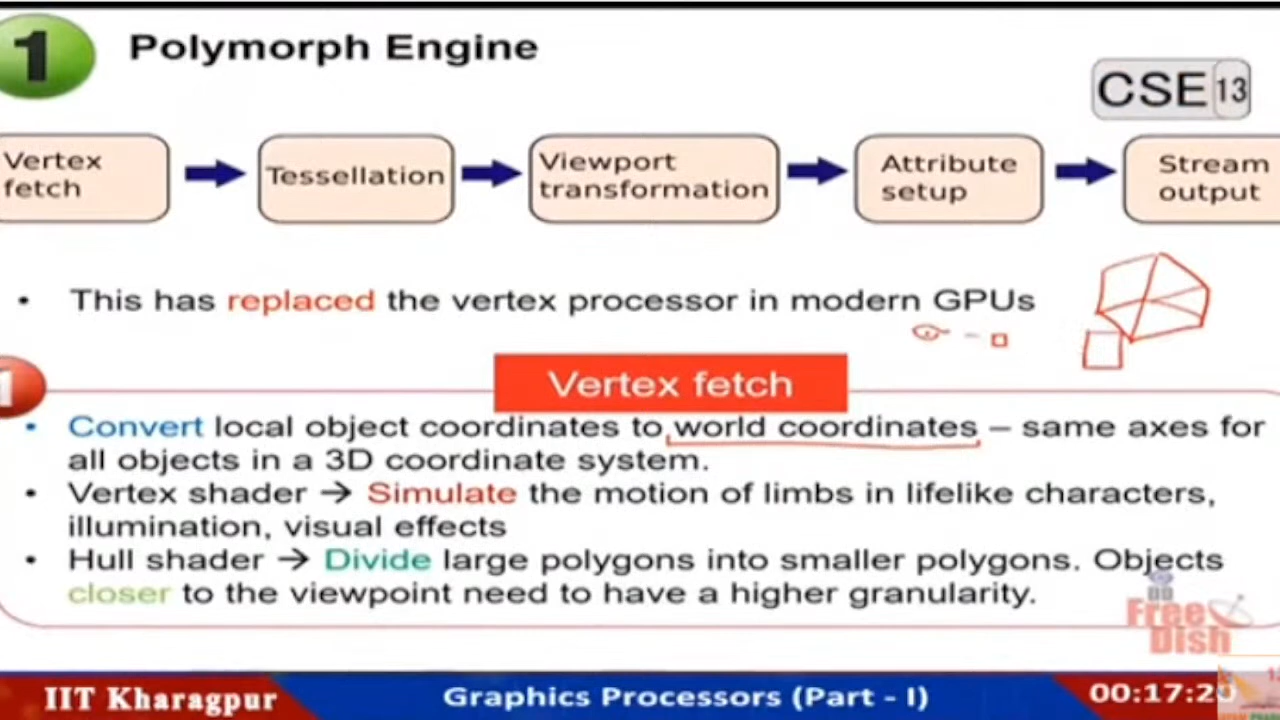 1
Polymorph Engine
CSE 13
Vertex
fetch
Tessellation
Viewport
transformation
Attribute
setup
Stream
output
• This has replaced the vertex processor in modern GPUs
1
Vertex fetch
• Convert local object coordinates to world coordinates – same axes for
all objects in a 3D coordinate system.
• Vertex shader → Simulate the motion of limbs in lifelike characters,
illumination, visual effects
• Hull shader → Divide large polygons into smaller polygons. Objects
closer to the viewpoint need to have a higher granularity.
Free
Dish
IIT Kharagpur
Graphics Processors (Part - I)
00:17:20